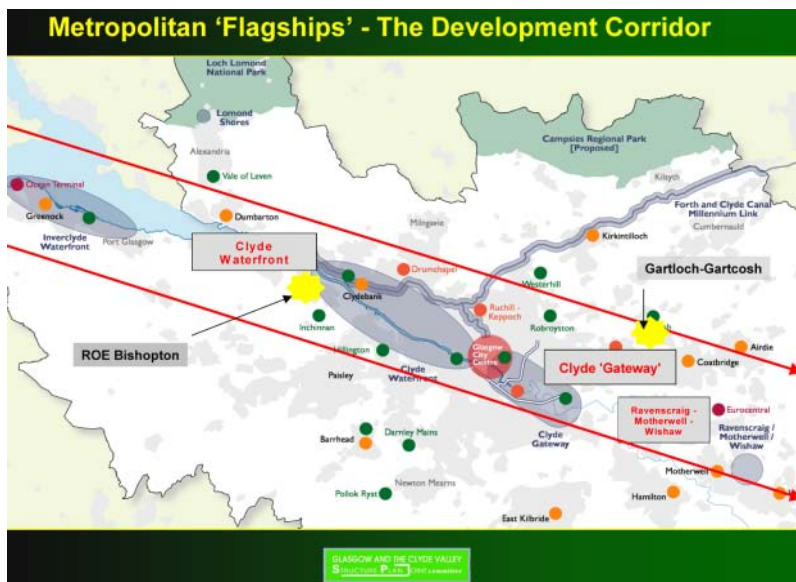 Metropolitan ‘Flagships’ - The Development Corridor
Loch Lomond
National Park
Lomond
Shores
Alexandria
Vale of Leven
Campsies Regional Park
[Proposed]
Kilsyth
Ocean Terminal
Greenock
Inverclyde
Waterfront
Port Glasgow
Dumbarton
Milngavie
Forth and Clyde Canal
Millennium Link
Cumbernauld
Kirkintilloch
Clyde
Waterfront
Drumchapel
Westerhill
Gartloch-Gartcosh
Clydebank
Ruchill -
Keppoch
Robroyston
Inchinnan
ROE Bishopton
Hillington
Glasgow
City
Centre
Clyde 'Gateway'
Airdie
Coatbridge
Paisley
Clyde
Waterfront
Ravenscraig -
Motherwell -
Wishaw
Eurocentral
Ravenscraig /
Motherwell /
Wishaw
Clyde
Gateway
Barrhead
Darnley Mains
Motherwell
Newton Mearns
Pollok Ryst
Hamilton
East Kilbride
GLASGOW AND THE CLYDE VALLEY
STRUCTURE PLAN JOINT committee